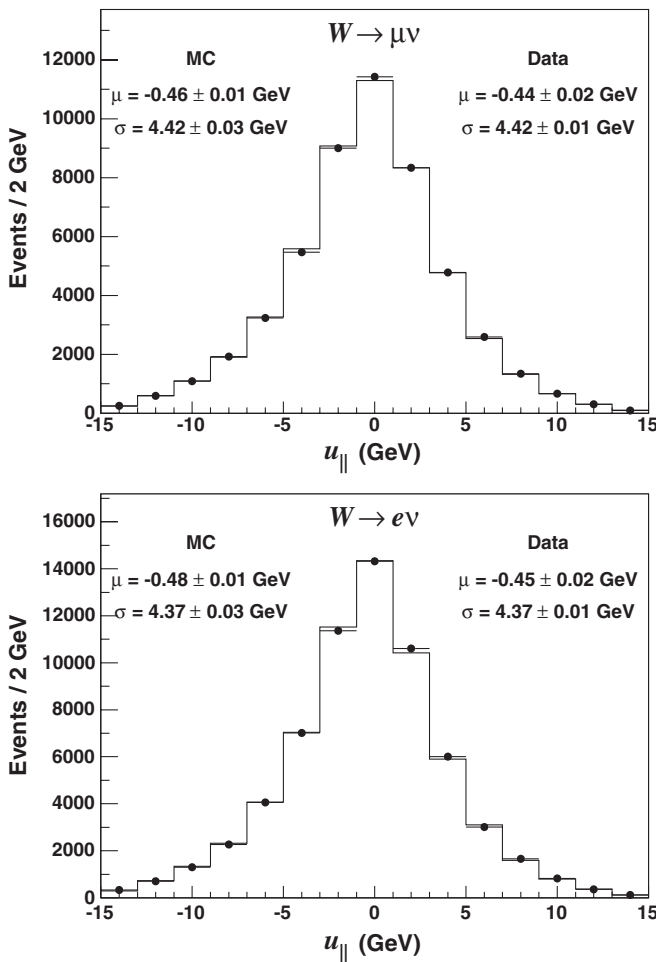 W → μν
MC
Data
μ = -0.46 ± 0.01 GeV
μ = -0.44 ± 0.02 GeV
σ = 4.42 ± 0.03 GeV
σ = 4.42 ± 0.01 GeV
Events / 2 GeV
12000
10000
8000
6000
4000
2000
0
-15 -10 -5 0 5 10 15
u|| (GeV)
W → eν
MC
Data
μ = -0.48 ± 0.01 GeV
μ = -0.45 ± 0.02 GeV
σ = 4.37 ± 0.03 GeV
σ = 4.37 ± 0.01 GeV
Events / 2 GeV
16000
14000
12000
10000
8000
6000
4000
2000
0
-15 -10 -5 0 5 10 15
u|| (GeV)